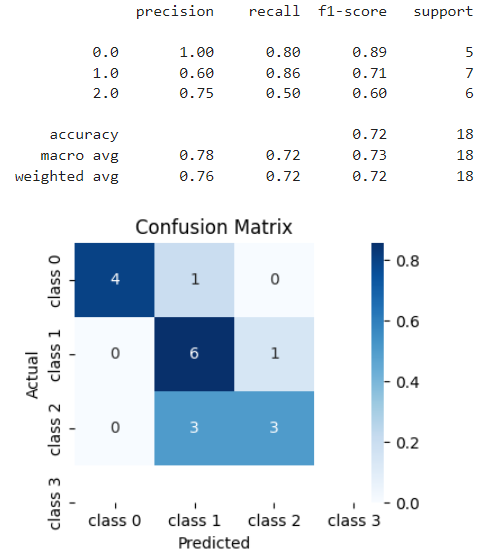 precision recall f1-score support
0.0 1.00 0.80 0.89 5
1.0 0.60 0.86 0.71 7
2.0 0.75 0.50 0.60 6
accuracy 0.72 18
macro avg 0.78 0.72 0.73 18
weighted avg 0.76 0.72 0.72 18
Confusion Matrix
Actual
class 0
4 1 0
class 1
0 6 1
class 2
0 3 3
class 3
class 0 class 1 class 2 class 3
Predicted
0.8
0.6
0.4
0.2
0.0